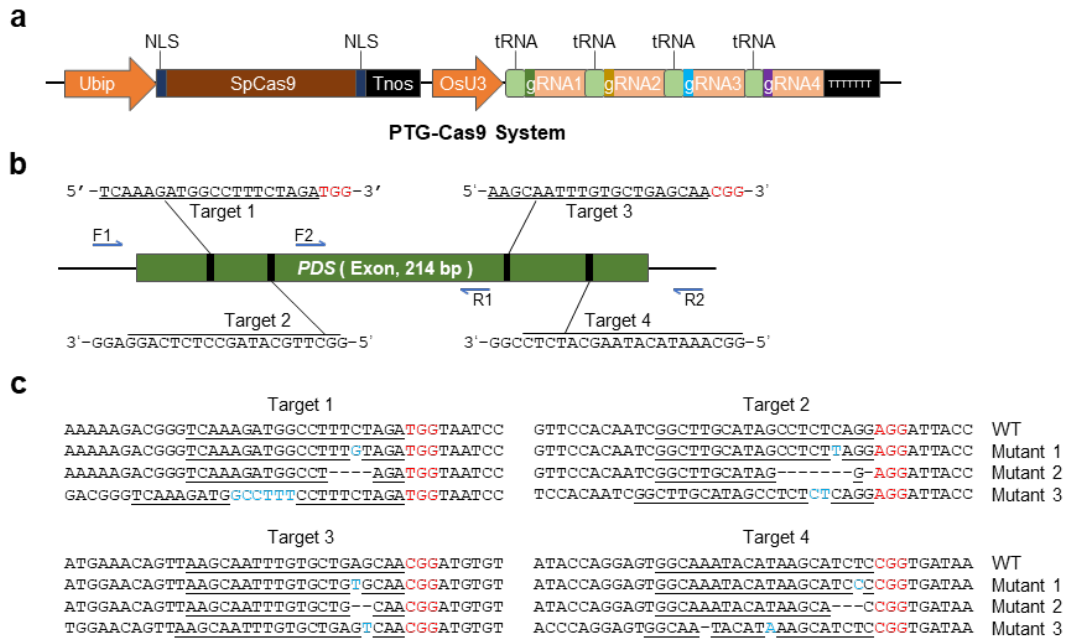 a
NLS NLS tRNA tRNA tRNA tRNA
Ubip SpCas9 Tnos OsU3 gRNA1 gRNA2 gRNA3 gRNA4 TTTTTTT
PTG-Cas9 System
b
5'-TCAAAGATGGCCTTTCTAGATGG-3' 5'-AAGCAATTTGTGCTGAGCAACGG-3'
Target 1 Target 3
F1 F2
PDS ( Exon, 214 bp )
R1 R2
Target 2 Target 4
3'-GGAGGACTCTCCGATACGTTCGG-5' 3'-GGCCTCTACGAATACATAAACGG-5'
c
Target 1 Target 2
AAAAAGACGGGTCAAAGATGGCCTTTCTAGATGGTAATCC GTTCCACAATCGGCTTGCATAGCCTCTCAGGAGGATTACC WT
AAAAAGACGGGTCAAAGATGGCCTTTGTAGATGGTAATCC GTTCCACAATCGGCTTGCATAGCCTCTTAGGAGGATTACC Mutant 1
AAAAAGACGGGTCAAAGATGGCCT----AGATGGTAATCC GTTCCACAATCGGCTTGCATAG-------G-AGGATTACC Mutant 2
GACGGGTCAAAGATGGCCTTTCCTTTCTAGATGGTAATCC TCCACAATCGGCTTGCATAGCCTCTCTCAGGAGGATTACC Mutant 3
Target 3 Target 4
ATGAAACAGTTAAGCAATTTGTGCTGAGCAACGGATGTGT ATACCAGGAGTGGCAAATACATAAGCATCTCCGGTGATAA WT
ATGGAACAGTTAAGCAATTTGTGCTGTGCAACGGATGTGT ATACCAGGAGTGGCAAATACATAAGCATCCCCGGTGATAA Mutant 1
ATGGAACAGTTAAGCAATTTGTGCTG--CAACGGATGTGT ATACCAGGAGTGGCAAATACATAAGCA---CCGGTGATAA Mutant 2
TGGAACAGTTAAGCAATTTGTGCTGAGTCAACGGATGTGT ACCCAGGAGTGGCAA-TACATAAAGCATCTCCGGTGATAA Mutant 3